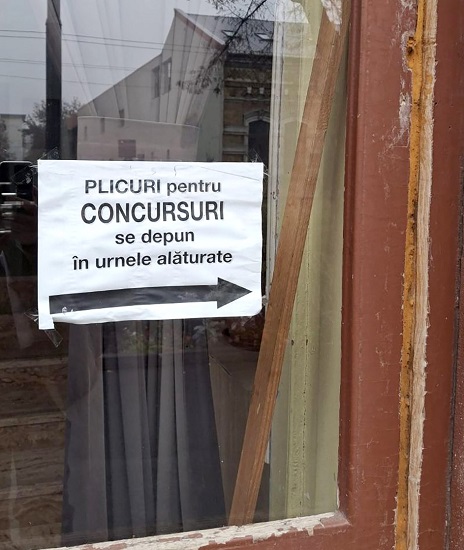 PLICURI pentru
CONCURSURI
se depun
în urnele alăturate